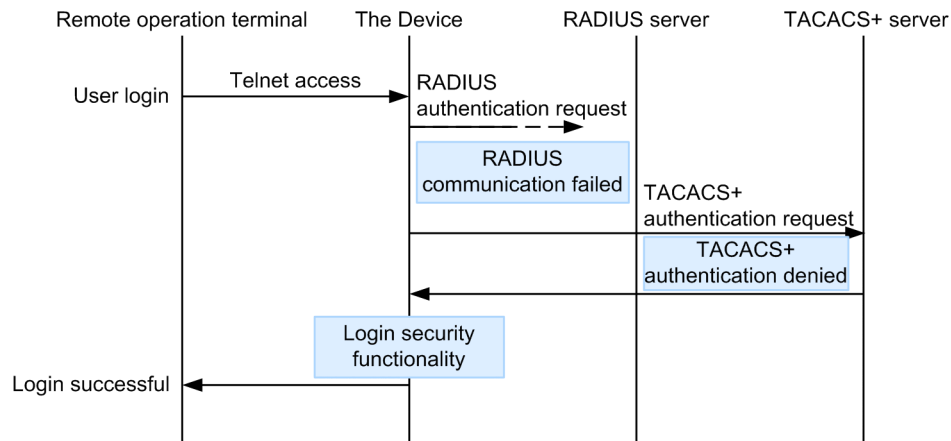 Remote operation terminal
The Device
RADIUS server
TACACS+ server
User login
Telnet access
RADIUS
authentication request
RADIUS
communication failed
TACACS+
authentication request
TACACS+
authentication denied
Login security
functionality
Login successful